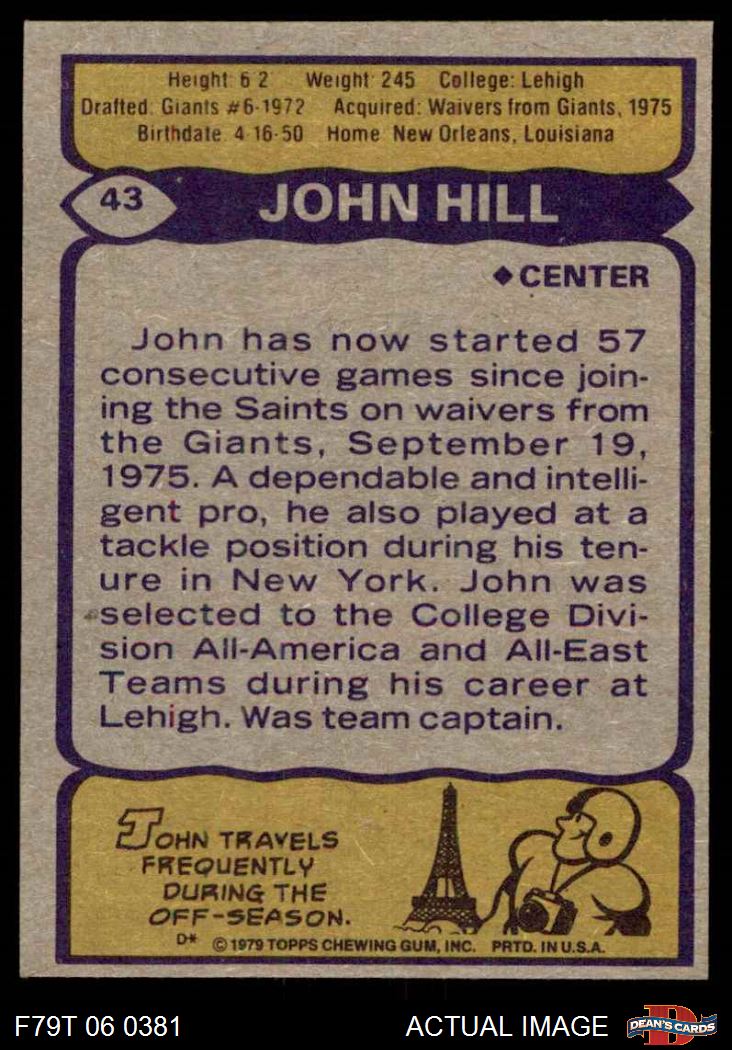 Height 6 2 Weight 245 College: Lehigh
Drafted: Giants #6-1972 Acquired: Waivers from Giants, 1975
Birthdate 4-16-50 Home New Orleans, Louisiana
43
JOHN HILL
◆CENTER
John has now started 57
consecutive games since join-
ing the Saints on waivers from
the Giants, September 19,
1975. A dependable and intelli-
gent pro, he also played at a
tackle position during his ten-
ure in New York. John was
selected to the College Divi-
sion All-America and All-East
Teams during his career at
Lehigh. Was team captain.
JOHN TRAVELS
FREQUENTLY
DURING THE
OFF-SEASON.
D* © 1979 TOPPS CHEWING GUM, INC. PRTD. IN U.S.A.
F79T 06 0381
ACTUAL IMAGE
D
DEAN'S CARDS